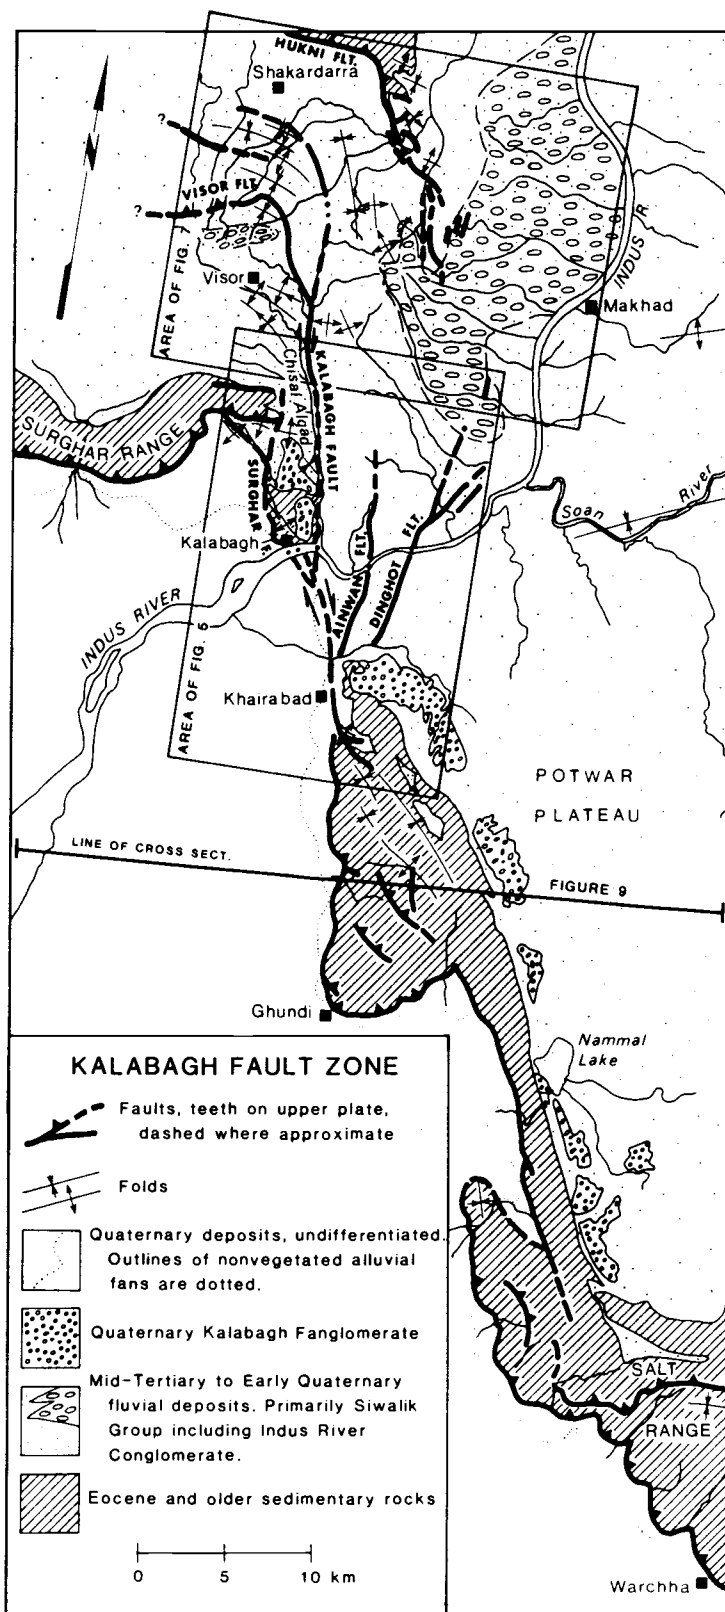 HUKNI FLT.
Shakardarra
?
VISOR FLT.
?
N
AREA OF FIG. 7
Visor
INDUS R.
Makhad
Chisal Algad
KALABAGH FAULT
SURGHAR RANGE
SURGHAR
Kalabagh
AINWAN FLT.
DINGHOT FLT.
Soan River
INDUS RIVER
AREA OF FIG. 5
Khairabad
POTWAR
PLATEAU
LINE OF CROSS SECT.
FIGURE 9
Ghundi
Nammal
Lake
SALT
RANGE
Warchha
KALABAGH FAULT ZONE
Faults, teeth on upper plate,
dashed where approximate
Folds
Quaternary deposits, undifferentiated.
Outlines of nonvegetated alluvial
fans are dotted.
Quaternary Kalabagh Fanglomerate
Mid-Tertiary to Early Quaternary
fluvial deposits. Primarily Siwalik
Group including Indus River
Conglomerate.
Eocene and older sedimentary rocks
0 5 10 km